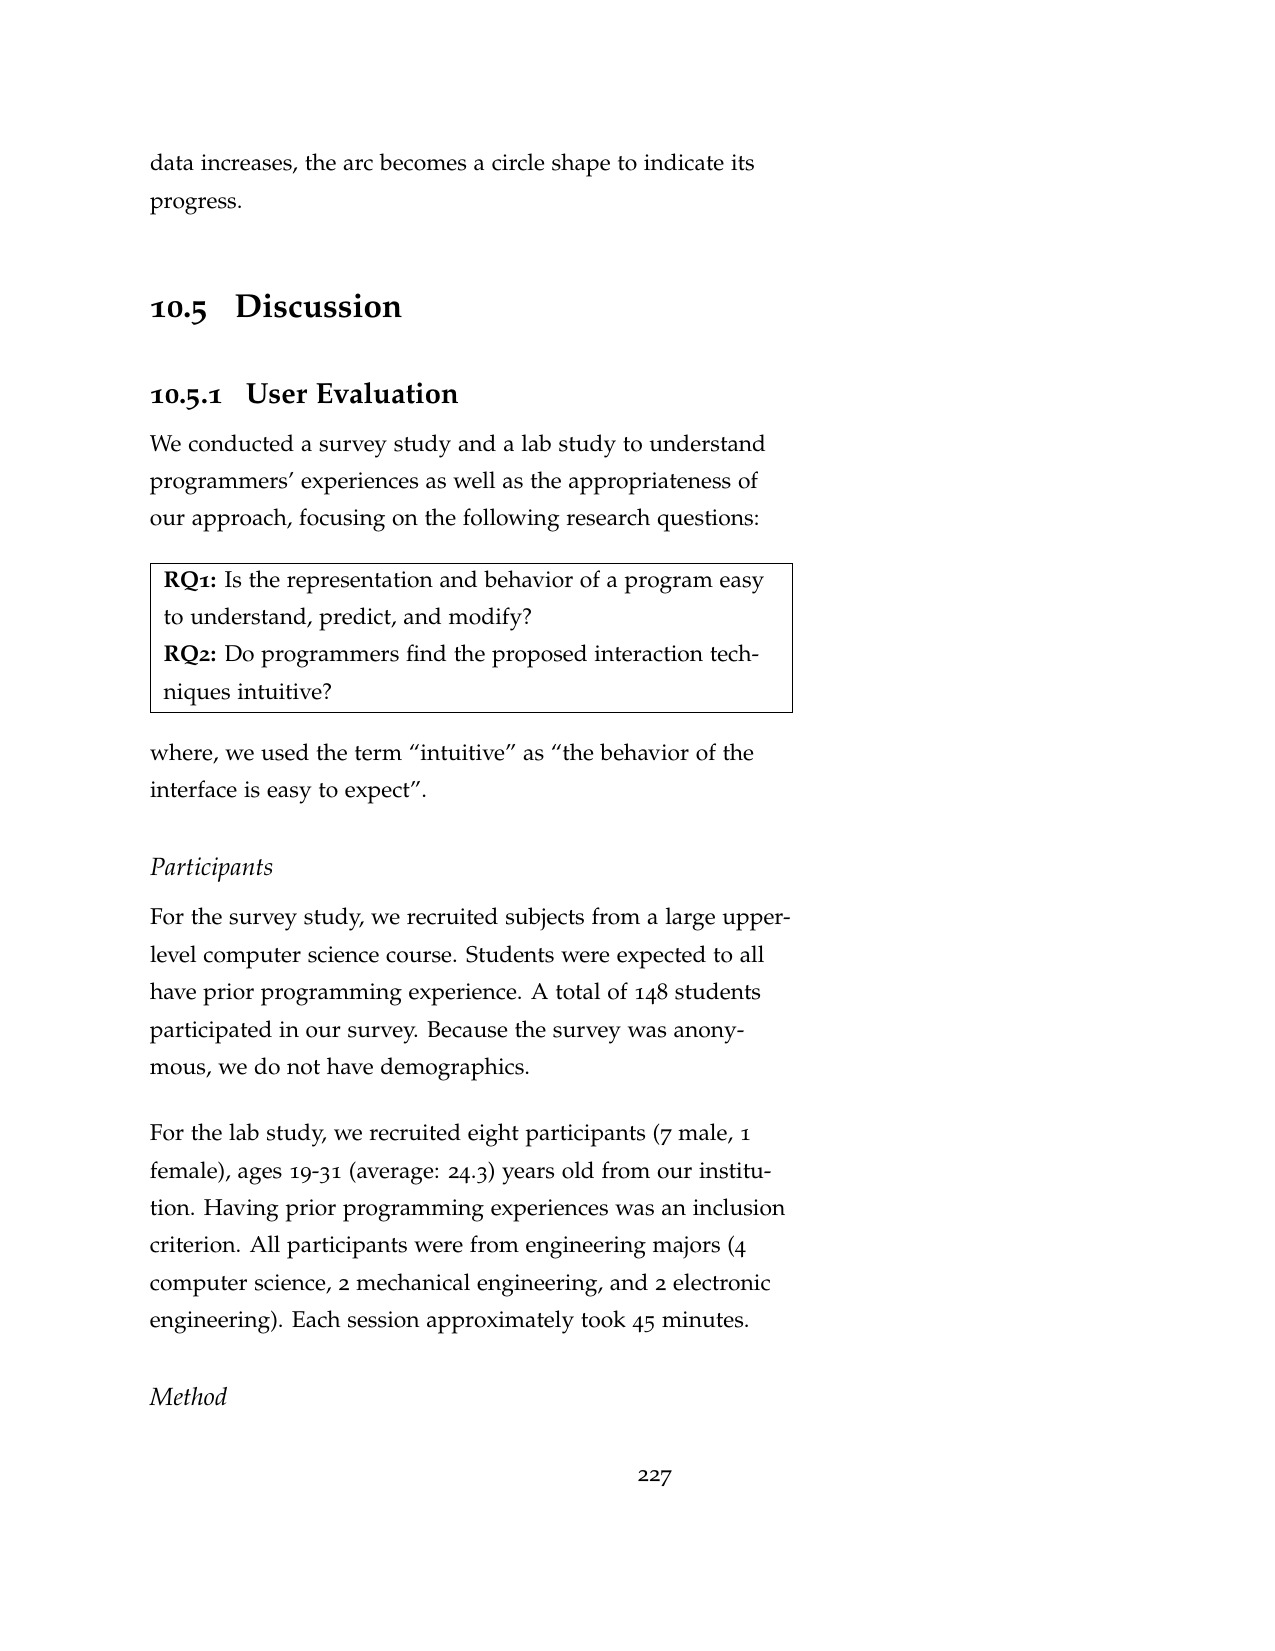 data increases, the arc becomes a circle shape to indicate its
progress.
10.5 Discussion
10.5.1 User Evaluation
We conducted a survey study and a lab study to understand
programmers’ experiences as well as the appropriateness of
our approach, focusing on the following research questions:
RQ1: Is the representation and behavior of a program easy
to understand, predict, and modify?
RQ2: Do programmers find the proposed interaction tech-
niques intuitive?
where, we used the term “intuitive” as “the behavior of the
interface is easy to expect”.
Participants
For the survey study, we recruited subjects from a large upper-
level computer science course. Students were expected to all
have prior programming experience. A total of 148 students
participated in our survey. Because the survey was anony-
mous, we do not have demographics.
For the lab study, we recruited eight participants (7 male, 1
female), ages 19-31 (average: 24.3) years old from our institu-
tion. Having prior programming experiences was an inclusion
criterion. All participants were from engineering majors (4
computer science, 2 mechanical engineering, and 2 electronic
engineering). Each session approximately took 45 minutes.
Method
227